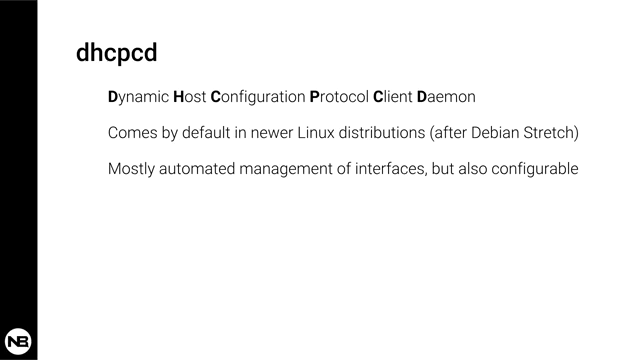 dhcpcd
Dynamic Host Configuration Protocol Client Daemon
Comes by default in newer Linux distributions (after Debian Stretch)
Mostly automated management of interfaces, but also configurable
NB